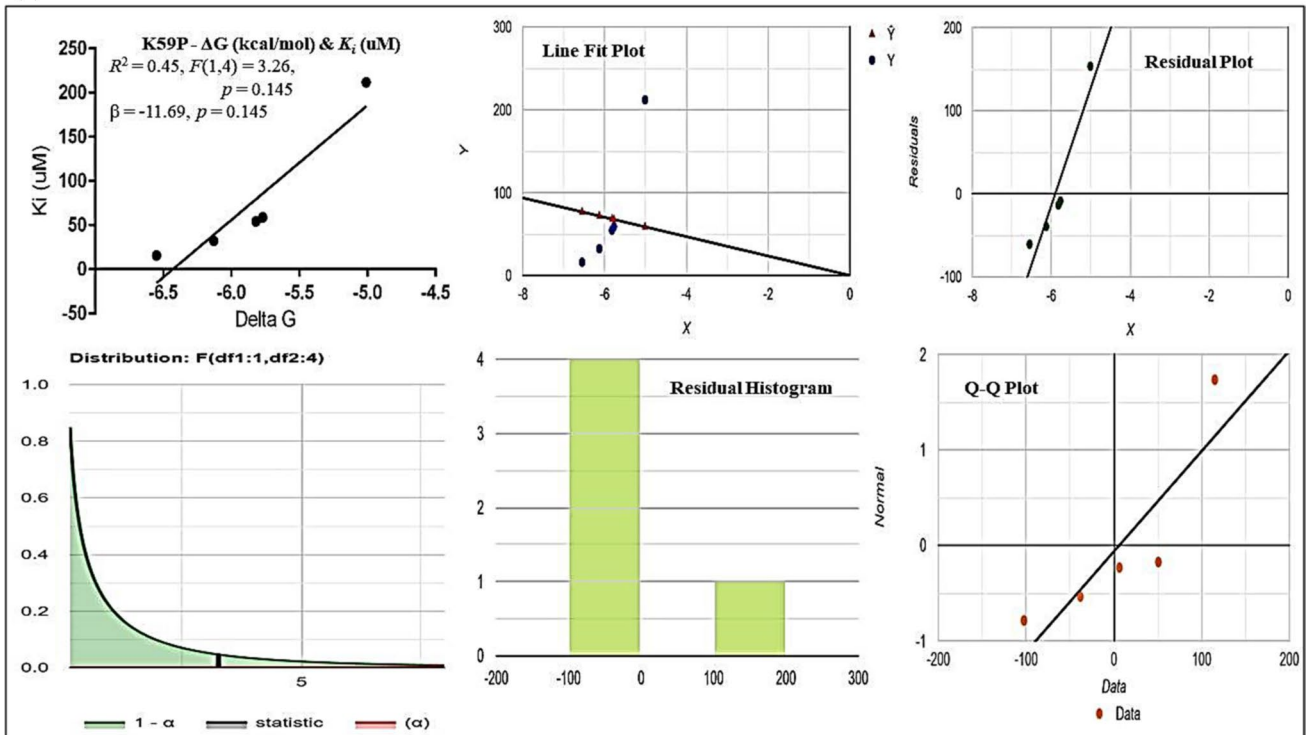 K59P - ΔG (kcal/mol) & Ki (uM)
R² = 0.45, F(1,4) = 3.26,
p = 0.145
β = -11.69, p = 0.145
250
200
150
100
50
0
-50
Ki (uM)
-6.5 -6.0 -5.5 -5.0 -4.5
Delta G
Line Fit Plot
Ŷ
Y
300
200
100
0
Y
-8 -6 -4 -2 0
X
Residual Plot
200
100
0
-100
Residuals
-8 -6 -4 -2 0
X
Distribution: F(df1:1,df2:4)
1.0
0.8
0.6
0.4
0.2
0.0
5
1 - α statistic (α)
Residual Histogram
4
3
2
1
0
-200 -100 0 100 200 300
Q-Q Plot
2
1
0
-1
Normal
-200 -100 0 100 200
Data
Data